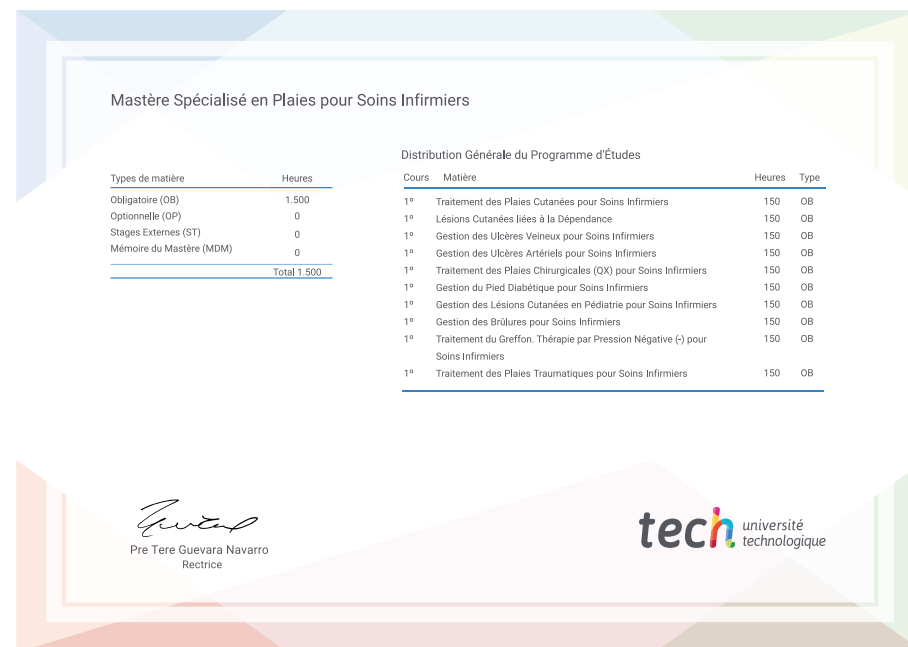 Mastère Spécialisé en Plaies pour Soins Infirmiers
Types de matière Heures
Obligatoire (OB) 1.500
Optionnelle (OP) 0
Stages Externes (ST) 0
Mémoire du Mastère (MDM) 0
Total 1.500
Distribution Générale du Programme d'Études
Cours Matière Heures Type
1º Traitement des Plaies Cutanées pour Soins Infirmiers 150 OB
1º Lésions Cutanées liées à la Dépendance 150 OB
1º Gestion des Ulcères Veineux pour Soins Infirmiers 150 OB
1º Gestion des Ulcères Artériels pour Soins Infirmiers 150 OB
1º Traitement des Plaies Chirurgicales (QX) pour Soins Infirmiers 150 OB
1º Gestion du Pied Diabétique pour Soins Infirmiers 150 OB
1º Gestion des Lésions Cutanées en Pédiatrie pour Soins Infirmiers 150 OB
1º Gestion des Brûlures pour Soins Infirmiers 150 OB
1º Traitement du Greffon. Thérapie par Pression Négative (-) pour 150 OB
Soins Infirmiers
1º Traitement des Plaies Traumatiques pour Soins Infirmiers 150 OB
Pre Tere Guevara Navarro
Rectrice
tech université
technologique